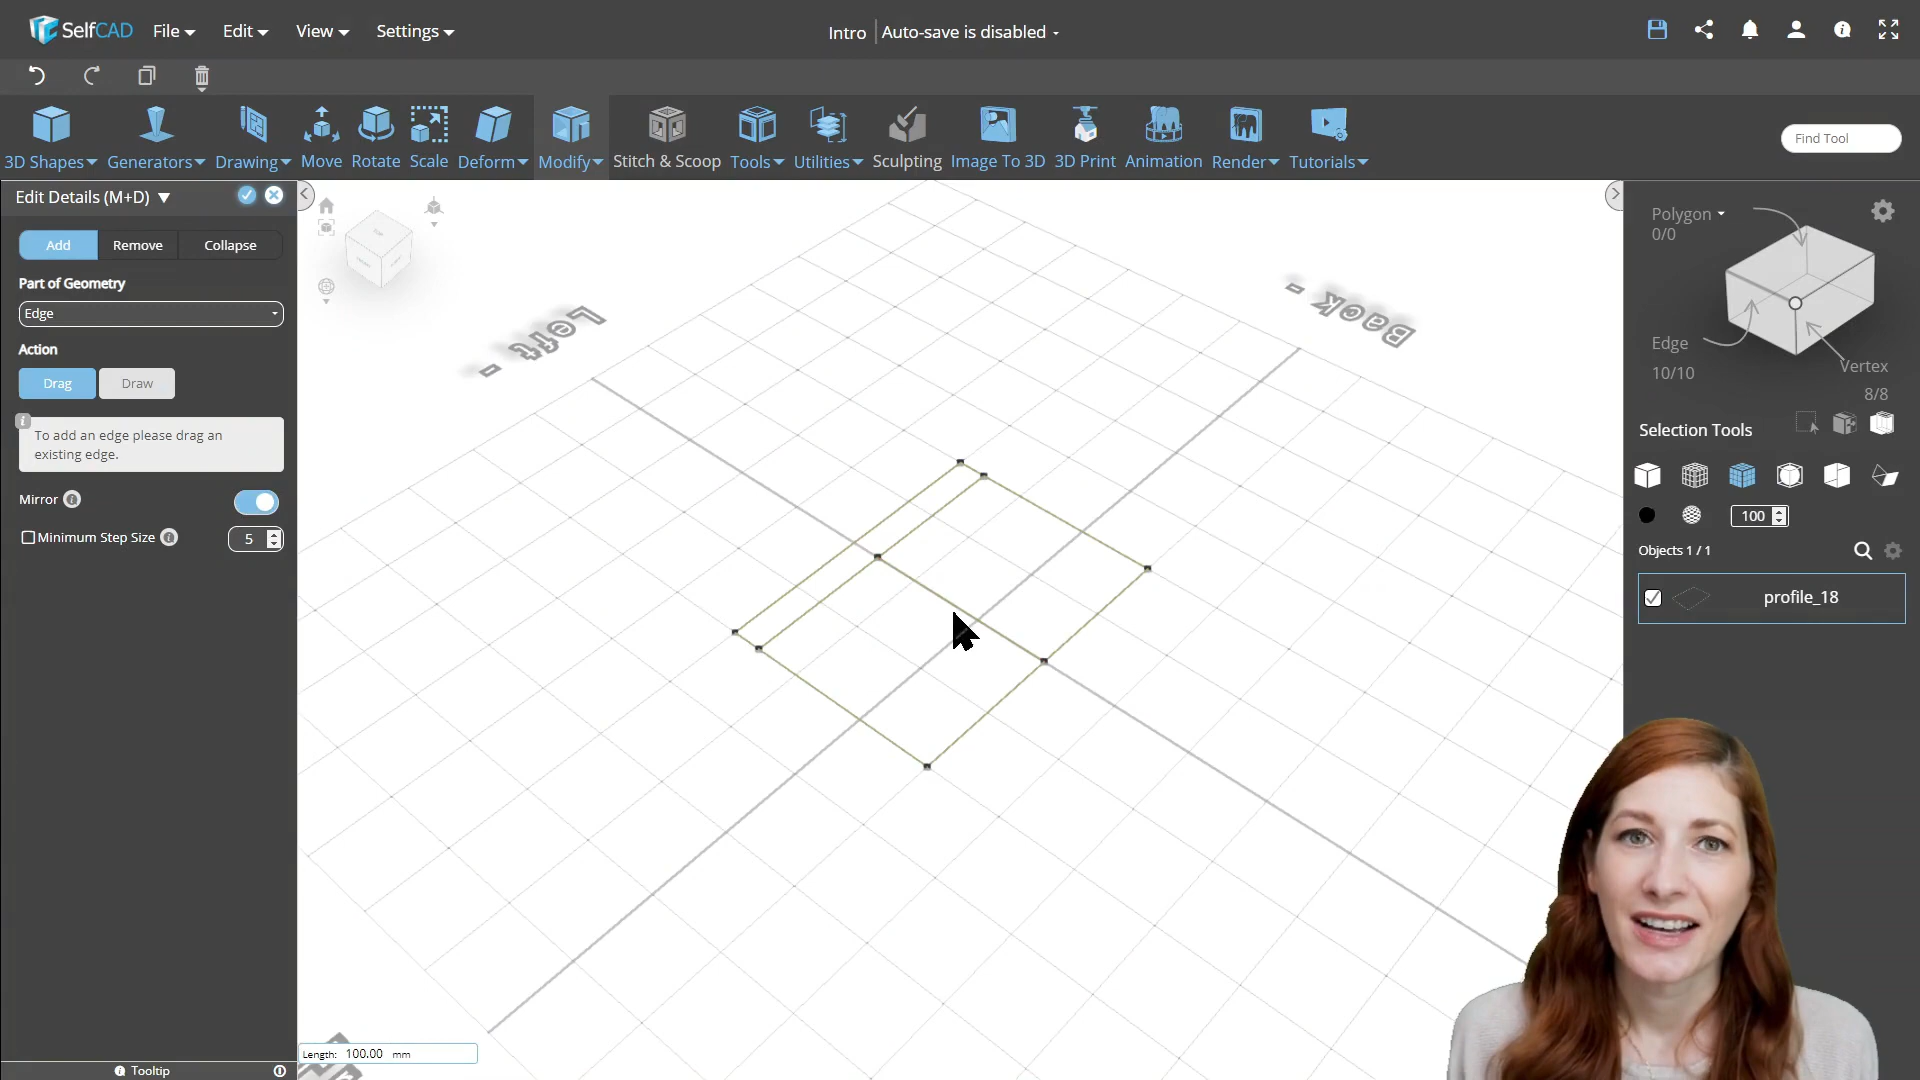 SelfCAD
File
Edit
View
Settings
Intro
Auto-save is disabled
3D Shapes
Generators
Drawing
Move
Rotate
Scale
Deform
Modify
Stitch & Scoop
Tools
Utilities
Sculpting
Image To 3D
3D Print
Animation
Render
Tutorials
Find Tool
Edit Details (M+D)
Add
Remove
Collapse
Part of Geometry
Edge
Action
Drag
Draw
To add an edge please drag an
existing edge.
Mirror
Minimum Step Size
5
Left -
Back -
Polygon
0/0
Edge
10/10
Vertex
8/8
Selection Tools
100
Objects 1 / 1
profile_18
Length: 100.00 mm
Tooltip